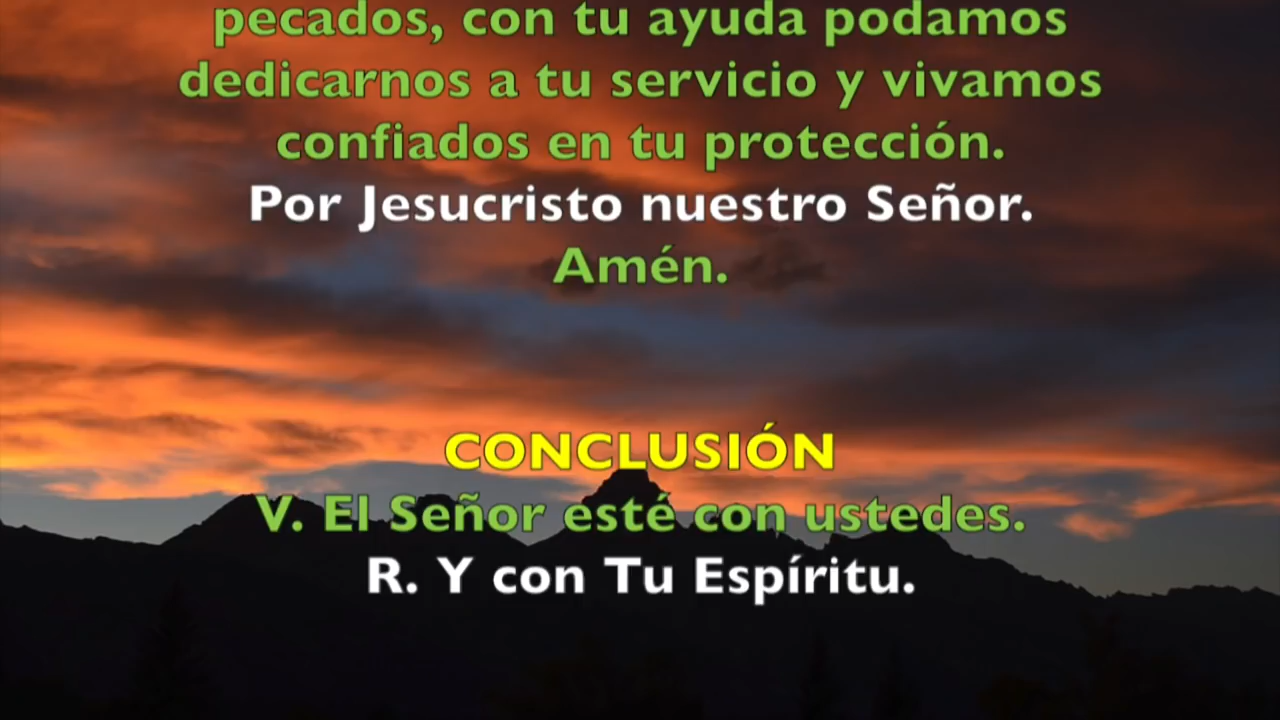 pecados, con tu ayuda podamos
dedicarnos a tu servicio y vivamos
confiados en tu protección.
Por Jesucristo nuestro Señor.
Amén.
CONCLUSIÓN
V. El Señor esté con ustedes.
R. Y con Tu Espíritu.